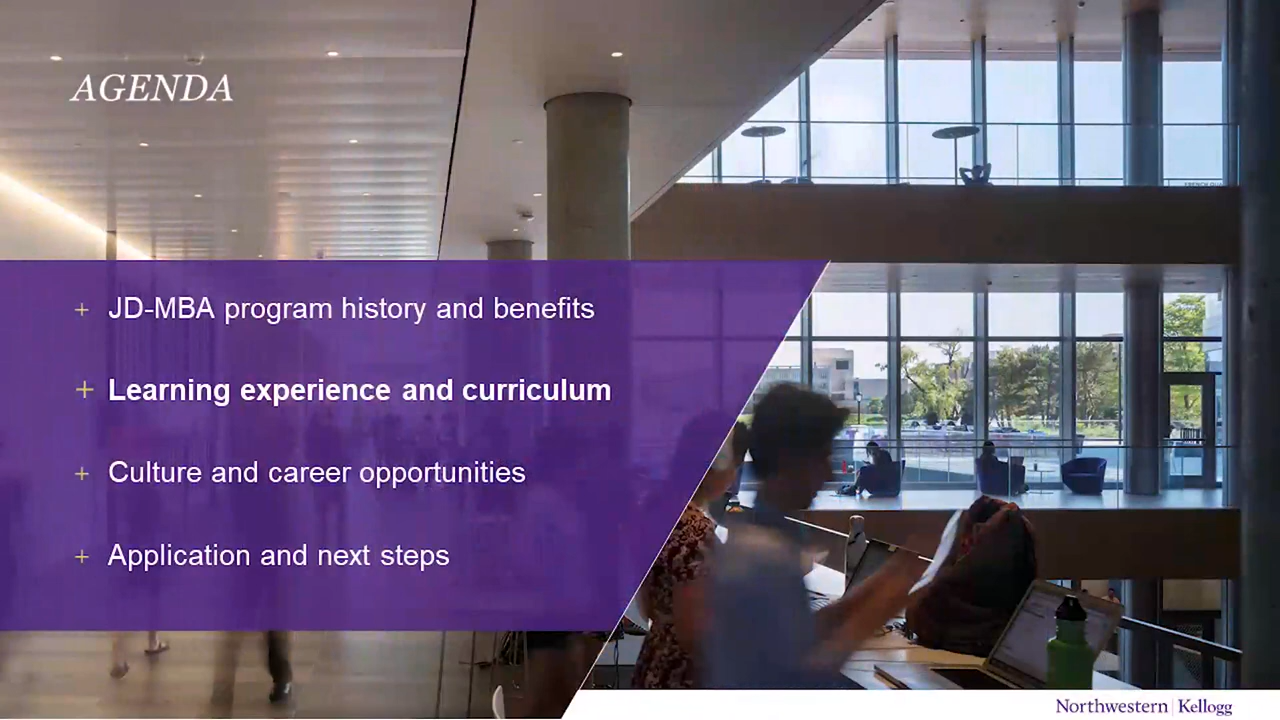 AGENDA
+ JD-MBA program history and benefits
+ Learning experience and curriculum
+ Culture and career opportunities
+ Application and next steps
Northwestern | Kellogg